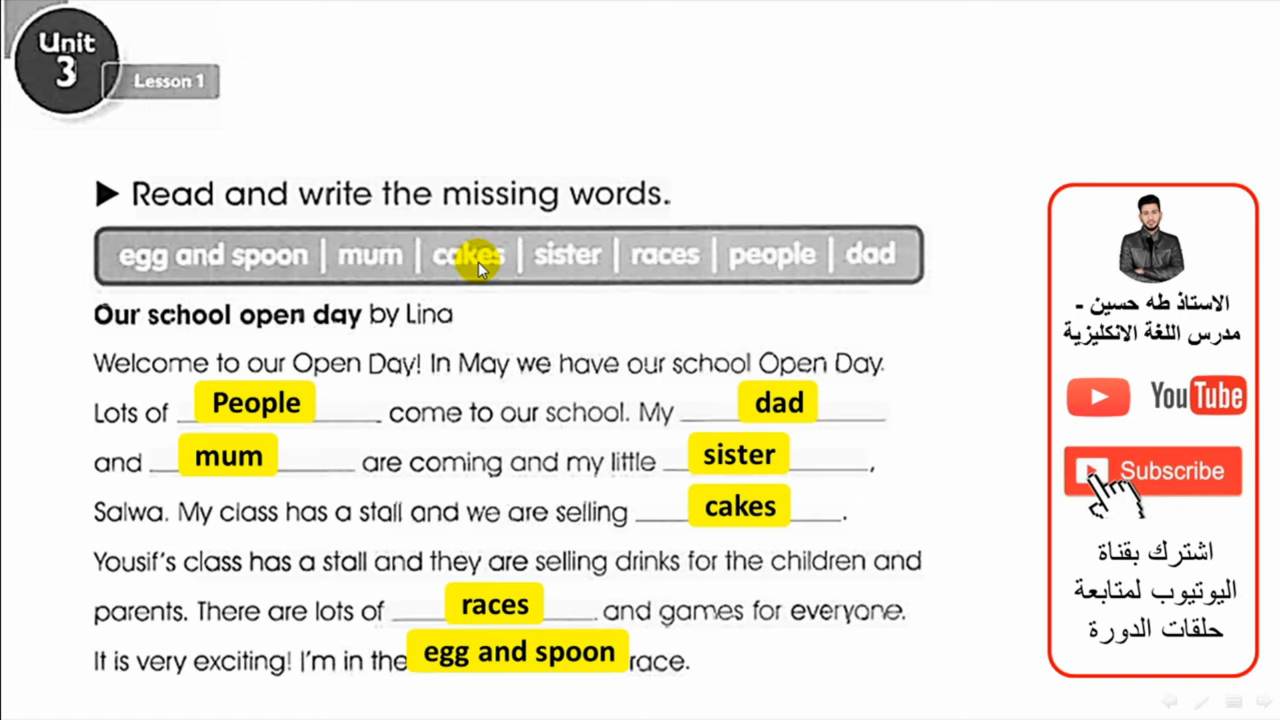 Unit
3
Lesson 1
Read and write the missing words.
egg and spoon | mum | cakes | sister | races | people | dad
Our school open day by Lina
Welcome to our Open Day! In May we have our school Open Day.
Lots of People come to our school. My dad
and mum are coming and my little sister,
Salwa. My class has a stall and we are selling cakes.
Yousif's class has a stall and they are selling drinks for the children and
parents. There are lots of races and games for everyone.
It is very exciting! I'm in the egg and spoon race.
الاستاذ طه حسين -
مدرس اللغة الانكليزية
YouTube
Subscribe
اشترك بقناة
اليوتيوب لمتابعة
حلقات الدورة